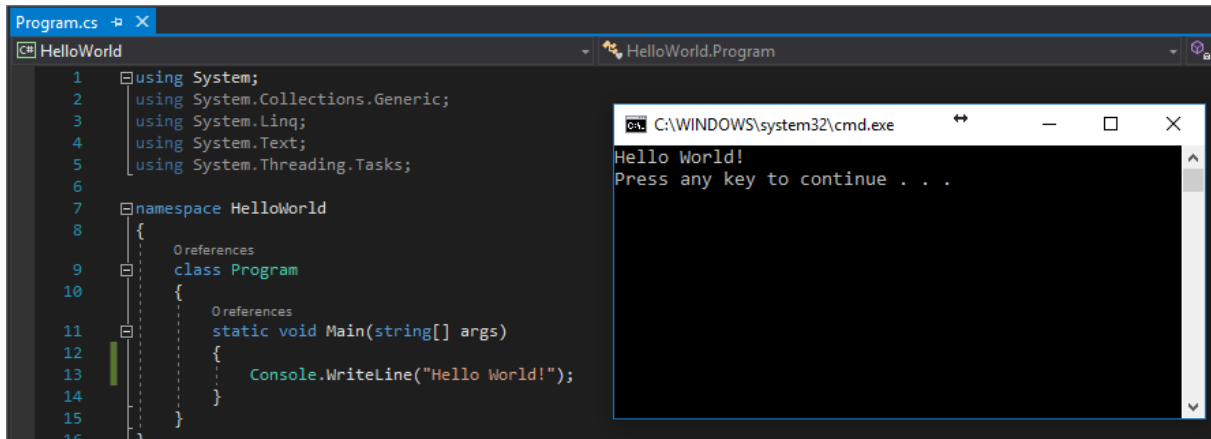 Program.cs
HelloWorld
HelloWorld.Program
1 using System;
2 using System.Collections.Generic;
3 using System.Linq;
4 using System.Text;
5 using System.Threading.Tasks;
6
7 namespace HelloWorld
8 {
0 references
9 class Program
10 {
0 references
11 static void Main(string[] args)
12 {
13 Console.WriteLine("Hello World!");
14 }
15 }
16 }
C:\WINDOWS\system32\cmd.exe
Hello World!
Press any key to continue . . .